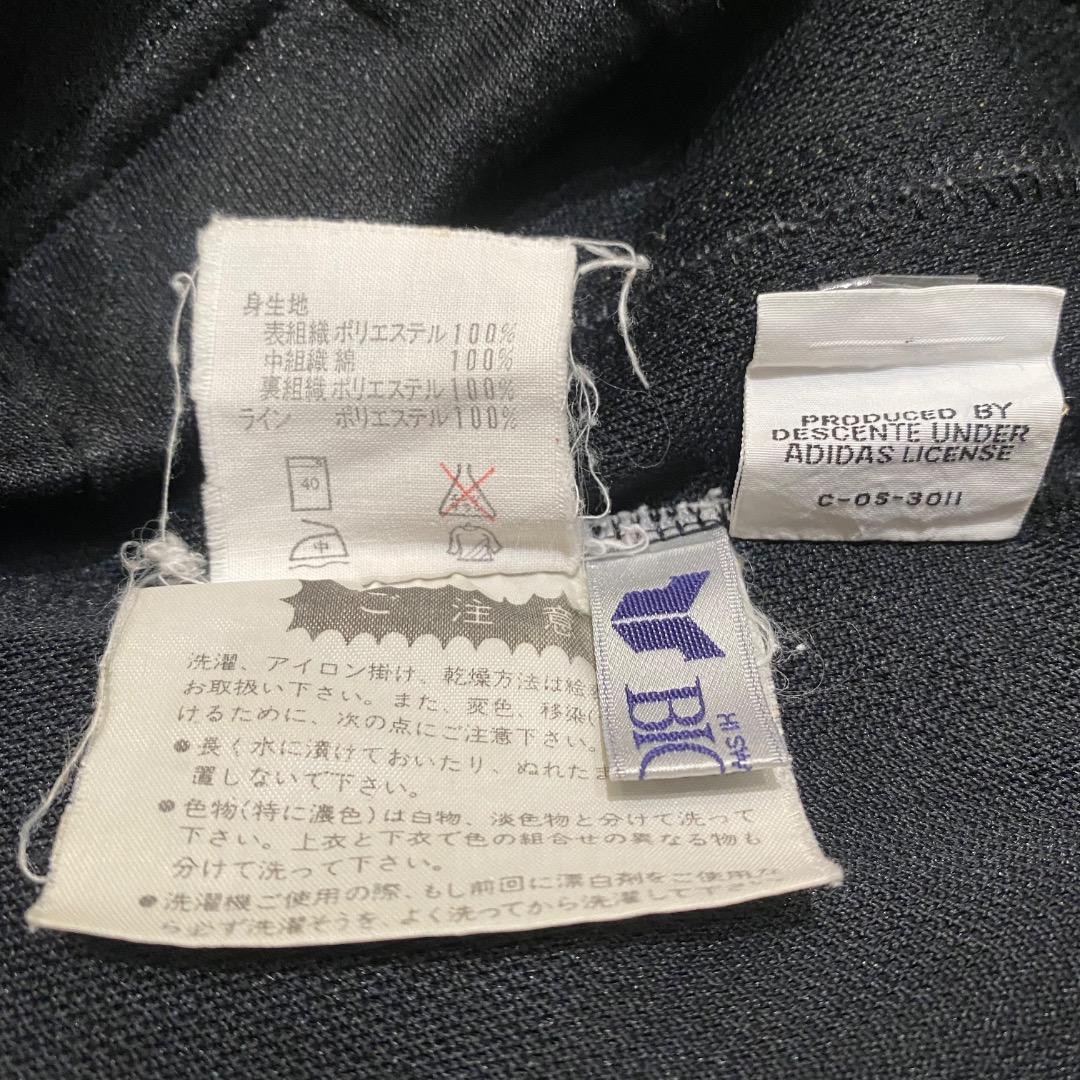 身生地
表組織 ポリエステル 100%
中組織 綿 100%
裏組織 ポリエステル 100%
ライン ポリエステル 100%
40
中
PRODUCED BY
DESCENTE UNDER
ADIDAS LICENSE
C-05-3011
ご注意
洗濯、アイロン掛け、乾燥方法は絵
お取扱い下さい。また、変色、移染(
けるために、次の点にご注意下さい。
●長く水に漬けておいたり、ぬれたま
置しないで下さい。
●色物(特に濃色)は白物、淡色物と分けて洗って
下さい。上衣と下衣で色の組合せの異なる物も
分けて洗って下さい。
●洗濯機ご使用の際、もし前回に漂白剤をご使用な
ら必ず洗濯そうを、よく洗ってから洗濯して下さい
BIC